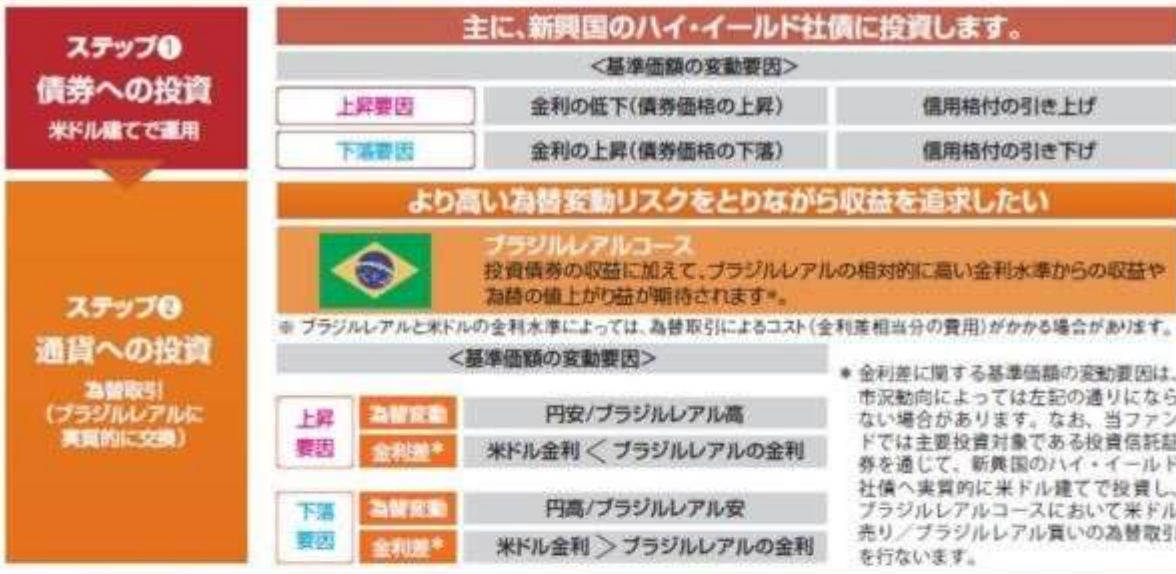 ステップ❶
債券への投資
米ドル建てで運用
主に、新興国のハイ・イールド社債に投資します。
<基準価額の変動要因>
上昇要因 金利の低下(債券価格の上昇) 信用格付の引き上げ
下落要因 金利の上昇(債券価格の下落) 信用格付の引き下げ
ステップ❷
通貨への投資
為替取引
(ブラジルレアルに
実質的に交換)
より高い為替変動リスクをとりながら収益を追求したい
ブラジルレアルコース
投資債券の収益に加えて、ブラジルレアルの相対的に高い金利水準からの収益や
為替の値上がり益が期待されます※。
※ ブラジルレアルと米ドルの金利水準によっては、為替取引によるコスト(金利差相当分の費用)がかかる場合があります。
<基準価額の変動要因>
上昇
要因
為替変動 円安/ブラジルレアル高
金利差* 米ドル金利 < ブラジルレアルの金利
下落
要因
為替変動 円高/ブラジルレアル安
金利差* 米ドル金利 > ブラジルレアルの金利
* 金利差に関する基準価額の変動要因は、
市況動向によっては左記の通りになら
ない場合があります。なお、当ファン
ドでは主要投資対象である投資信託証
券を通じて、新興国のハイ・イールド
社債へ実質的に米ドル建てで投資し、
ブラジルレアルコースにおいて米ドル
売り/ブラジルレアル買いの為替取引
を行ないます。